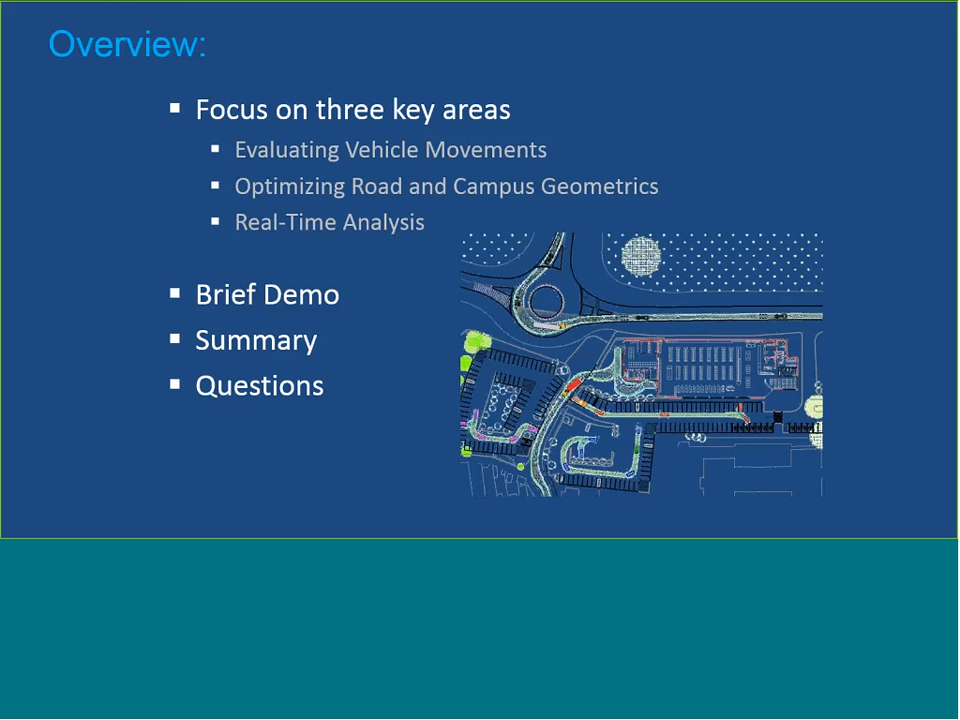 Overview:
▪ Focus on three key areas
▪ Evaluating Vehicle Movements
▪ Optimizing Road and Campus Geometrics
▪ Real-Time Analysis
▪ Brief Demo
▪ Summary
▪ Questions